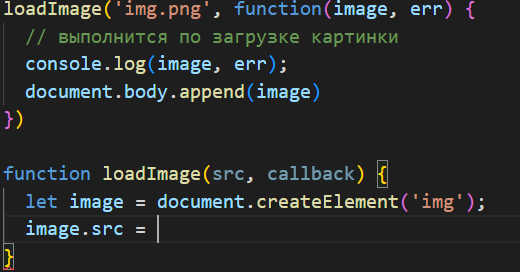 loadImage('img.png', function(image, err) {
  // выполнится по загрузке картинки
  console.log(image, err);
  document.body.append(image)
})

function loadImage(src, callback) {
  let image = document.createElement('img');
  image.src =
}